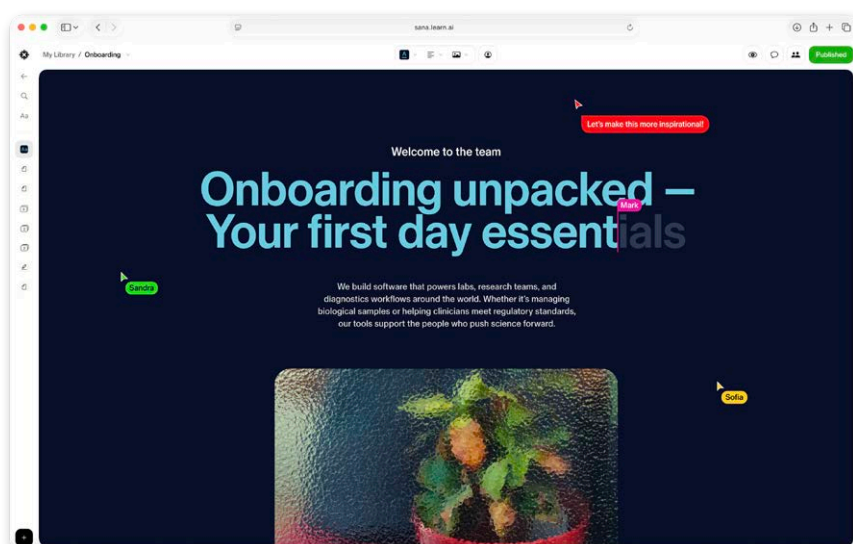 sana.learn.ai
My Library / Onboarding
A
Published
Aa
Aa
Let's make this more inspirational!
Welcome to the team
Onboarding unpacked –
Mark
Your first day essentials
Sandra
We build software that powers labs, research teams, and
diagnostics workflows around the world. Whether it's managing
biological samples or helping clinicians meet regulatory standards,
our tools support the people who push science forward.
Sofia